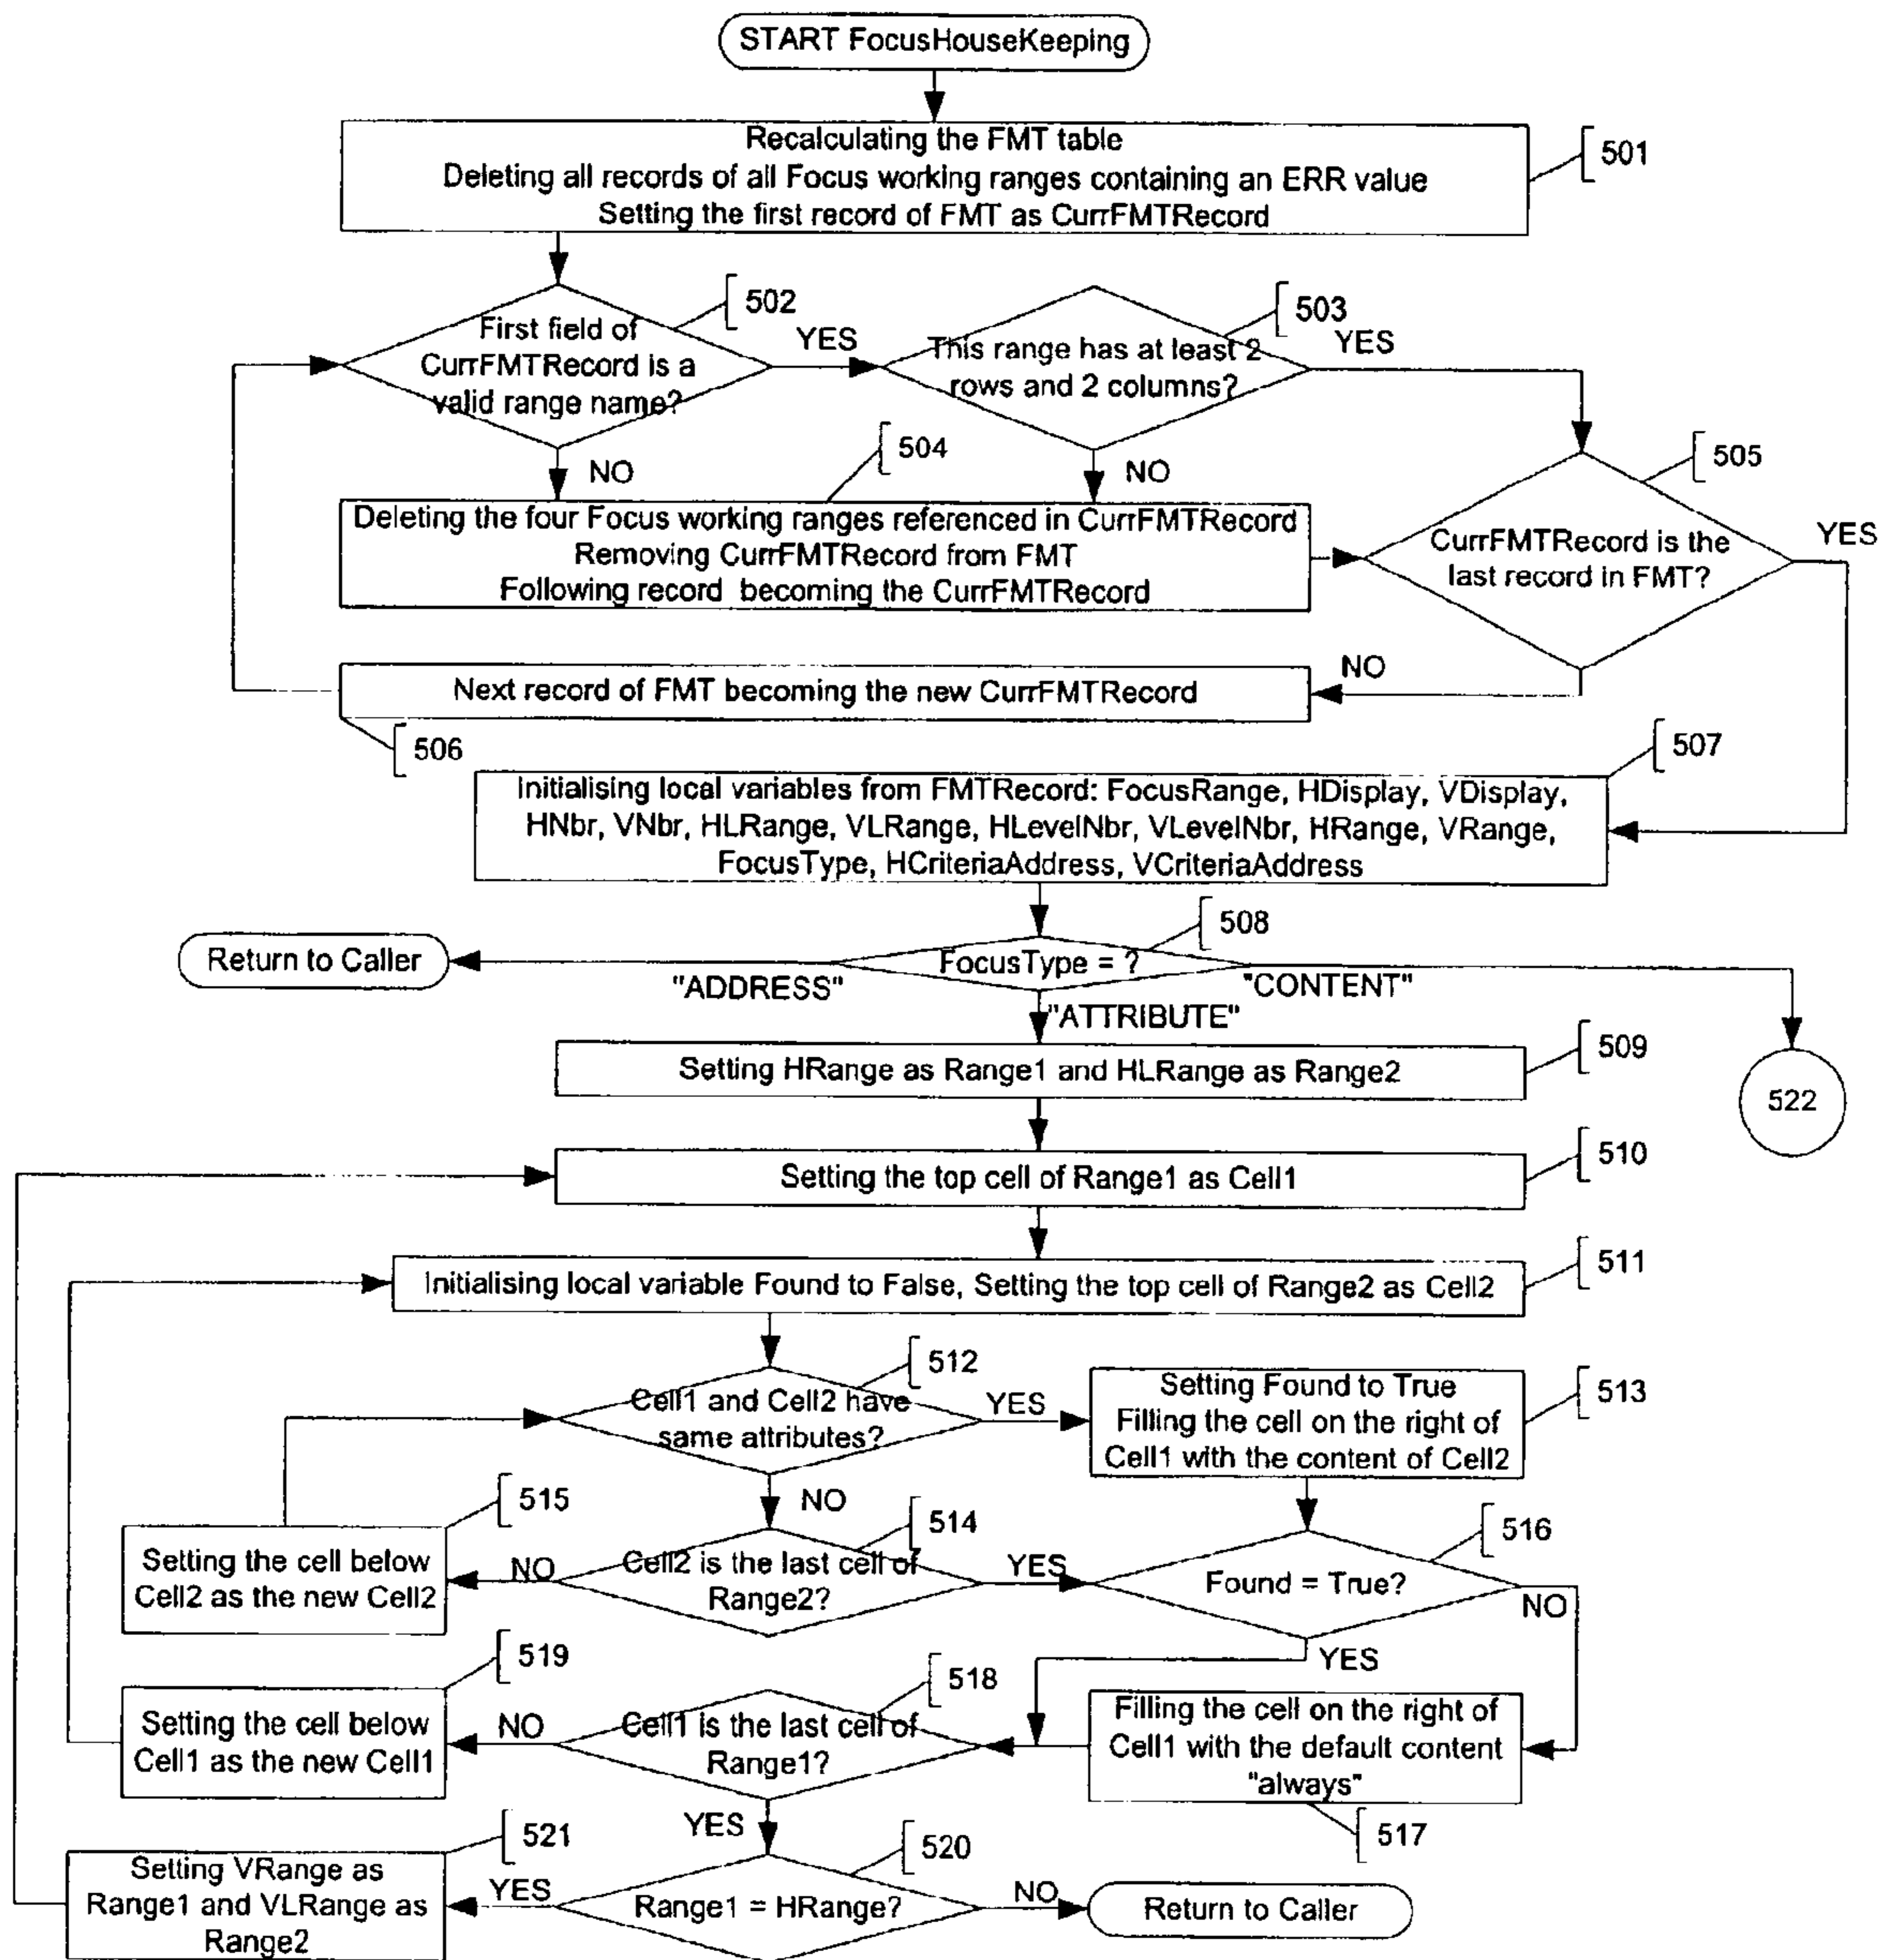 START FocusHouseKeeping
Recalculating the FMT table
Deleting all records of all Focus working ranges containing an ERR value
Setting the first record of FMT as CurrFMTRecord
501
502
First field of
CurrFMTRecord is a
valid range name?
YES
503
This range has at least 2
rows and 2 columns?
YES
NO
504
NO
505
Deleting the four Focus working ranges referenced in CurrFMTRecord
Removing CurrFMTRecord from FMT
Following record becoming the CurrFMTRecord
CurrFMTRecord is the
last record in FMT?
YES
NO
Next record of FMT becoming the new CurrFMTRecord
506
507
Initialising local variables from FMTRecord: FocusRange, HDisplay, VDisplay,
HNbr, VNbr, HLRange, VLRange, HLevelNbr, VLevelNbr, HRange, VRange,
FocusType, HCriteriaAddress, VCriteriaAddress
508
Return to Caller
FocusType = ?
"ADDRESS"
"CONTENT"
"ATTRIBUTE"
509
Setting HRange as Range1 and HLRange as Range2
522
510
Setting the top cell of Range1 as Cell1
511
Initialising local variable Found to False, Setting the top cell of Range2 as Cell2
512
Cell1 and Cell2 have
same attributes?
YES
513
Setting Found to True
Filling the cell on the right of
Cell1 with the content of Cell2
NO
515
514
516
Setting the cell below
Cell2 as the new Cell2
NO
Cell2 is the last cell of
Range2?
YES
Found = True?
NO
YES
519
518
Setting the cell below
Cell1 as the new Cell1
NO
Cell1 is the last cell of
Range1?
Filling the cell on the right of
Cell1 with the default content
"always"
517
YES
521
520
Setting VRange as
Range1 and VLRange as
Range2
YES
Range1 = HRange?
NO
Return to Caller